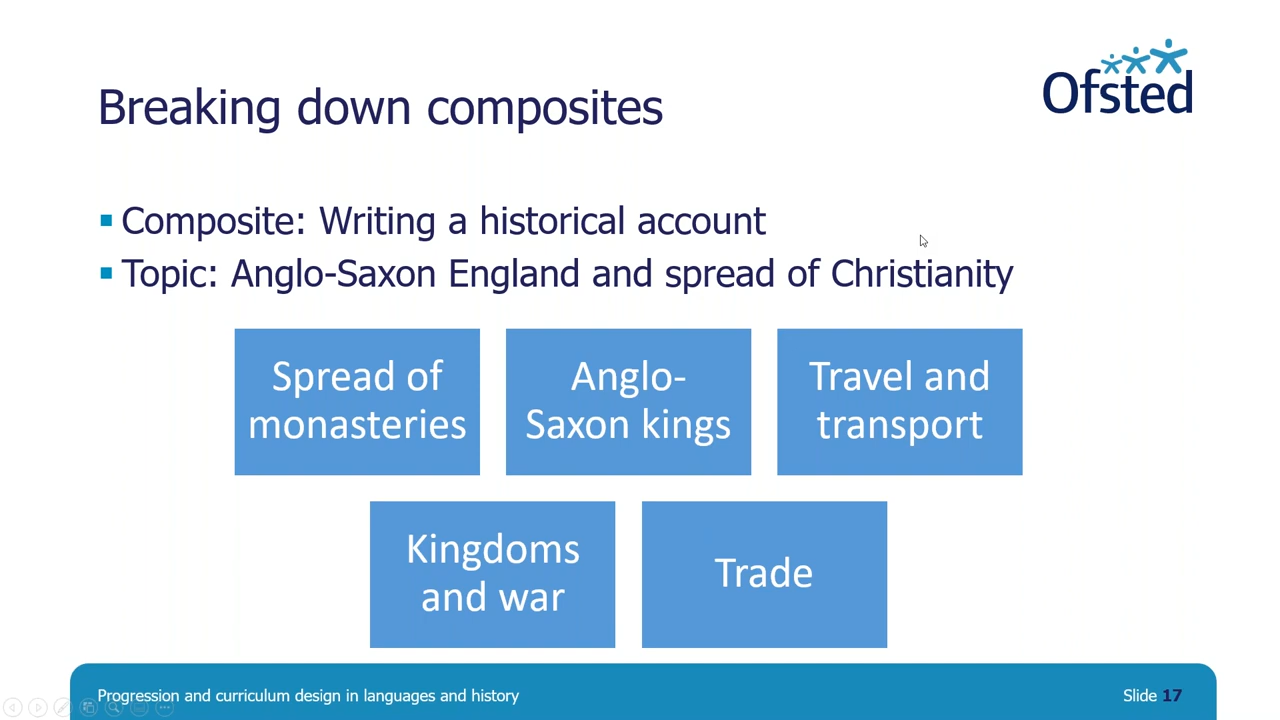 Ofsted
Breaking down composites
Composite: Writing a historical account
Topic: Anglo-Saxon England and spread of Christianity
Spread of
monasteries
Anglo-
Saxon kings
Travel and
transport
Kingdoms
and war
Trade
Progression and curriculum design in languages and history
Slide 17